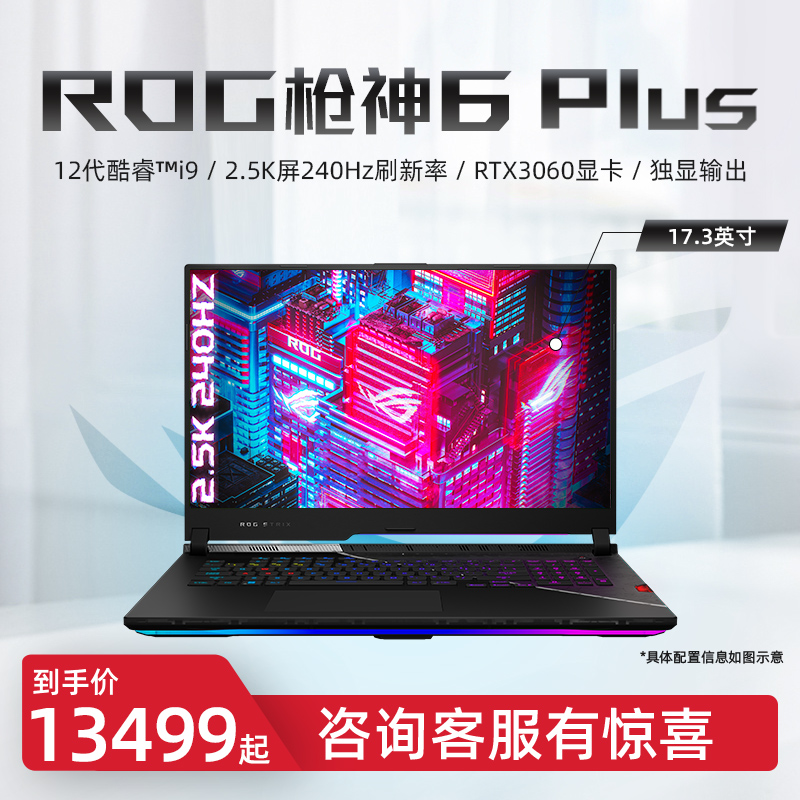 ROG枪神6 Plus
12代酷睿™i9 / 2.5K屏240Hz刷新率 / RTX3060显卡 / 独显输出
17.3英寸
2.5K 240HZ
ROG
ROG STRIX
*具体配置信息如图示意
到手价
13499起
咨询客服有惊喜